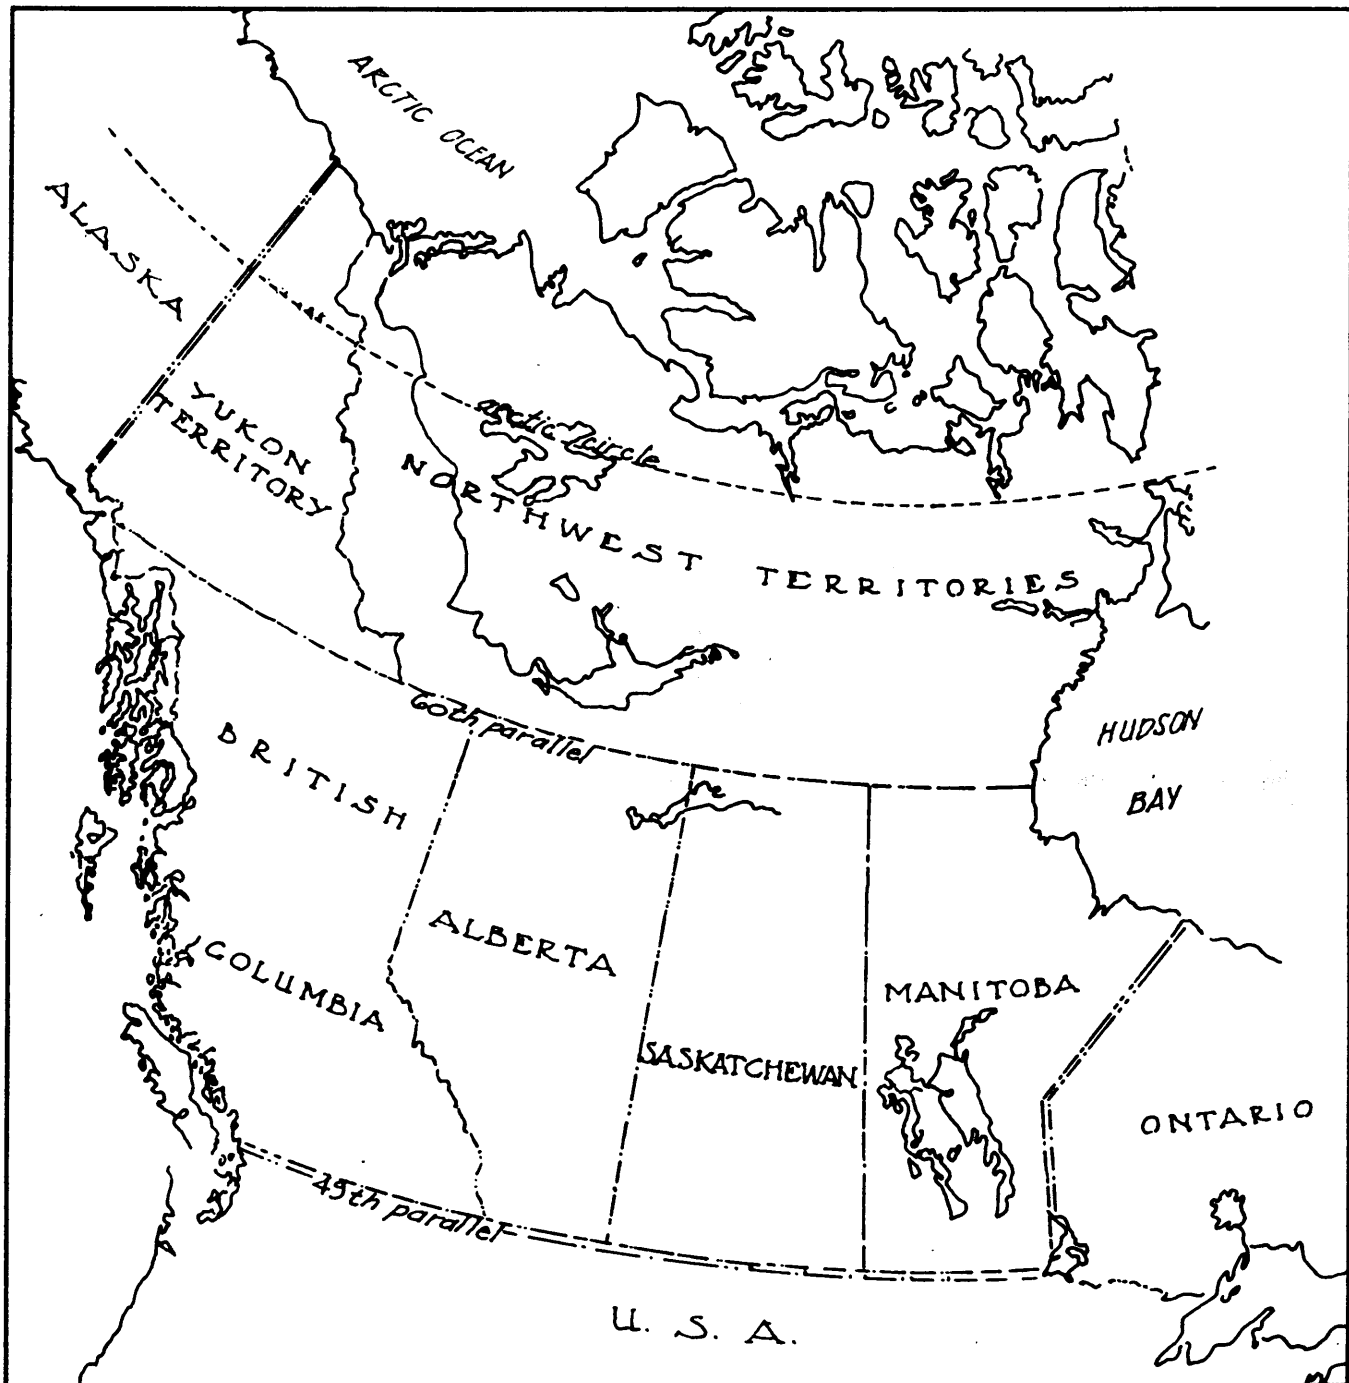 ARCTIC OCEAN
ALASKA
YUKON
TERRITORY
arctic circle
NORTHWEST TERRITORIES
60th parallel
HUDSON
BAY
BRITISH
COLUMBIA
ALBERTA
SASKATCHEWAN
MANITOBA
ONTARIO
49th parallel
U. S. A.